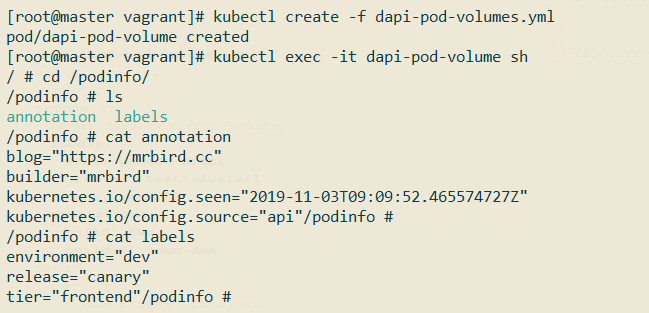 [root@master vagrant]# kubectl create -f dapi-pod-volumes.yml
pod/dapi-pod-volume created
[root@master vagrant]# kubectl exec -it dapi-pod-volume sh
/ # cd /podinfo/
/podinfo # ls
annotation  labels
/podinfo # cat annotation
blog="https://mrbird.cc"
builder="mrbird"
kubernetes.io/config.seen="2019-11-03T09:09:52.465574727Z"
kubernetes.io/config.source="api"/podinfo #
/podinfo # cat labels
environment="dev"
release="canary"
tier="frontend"/podinfo #